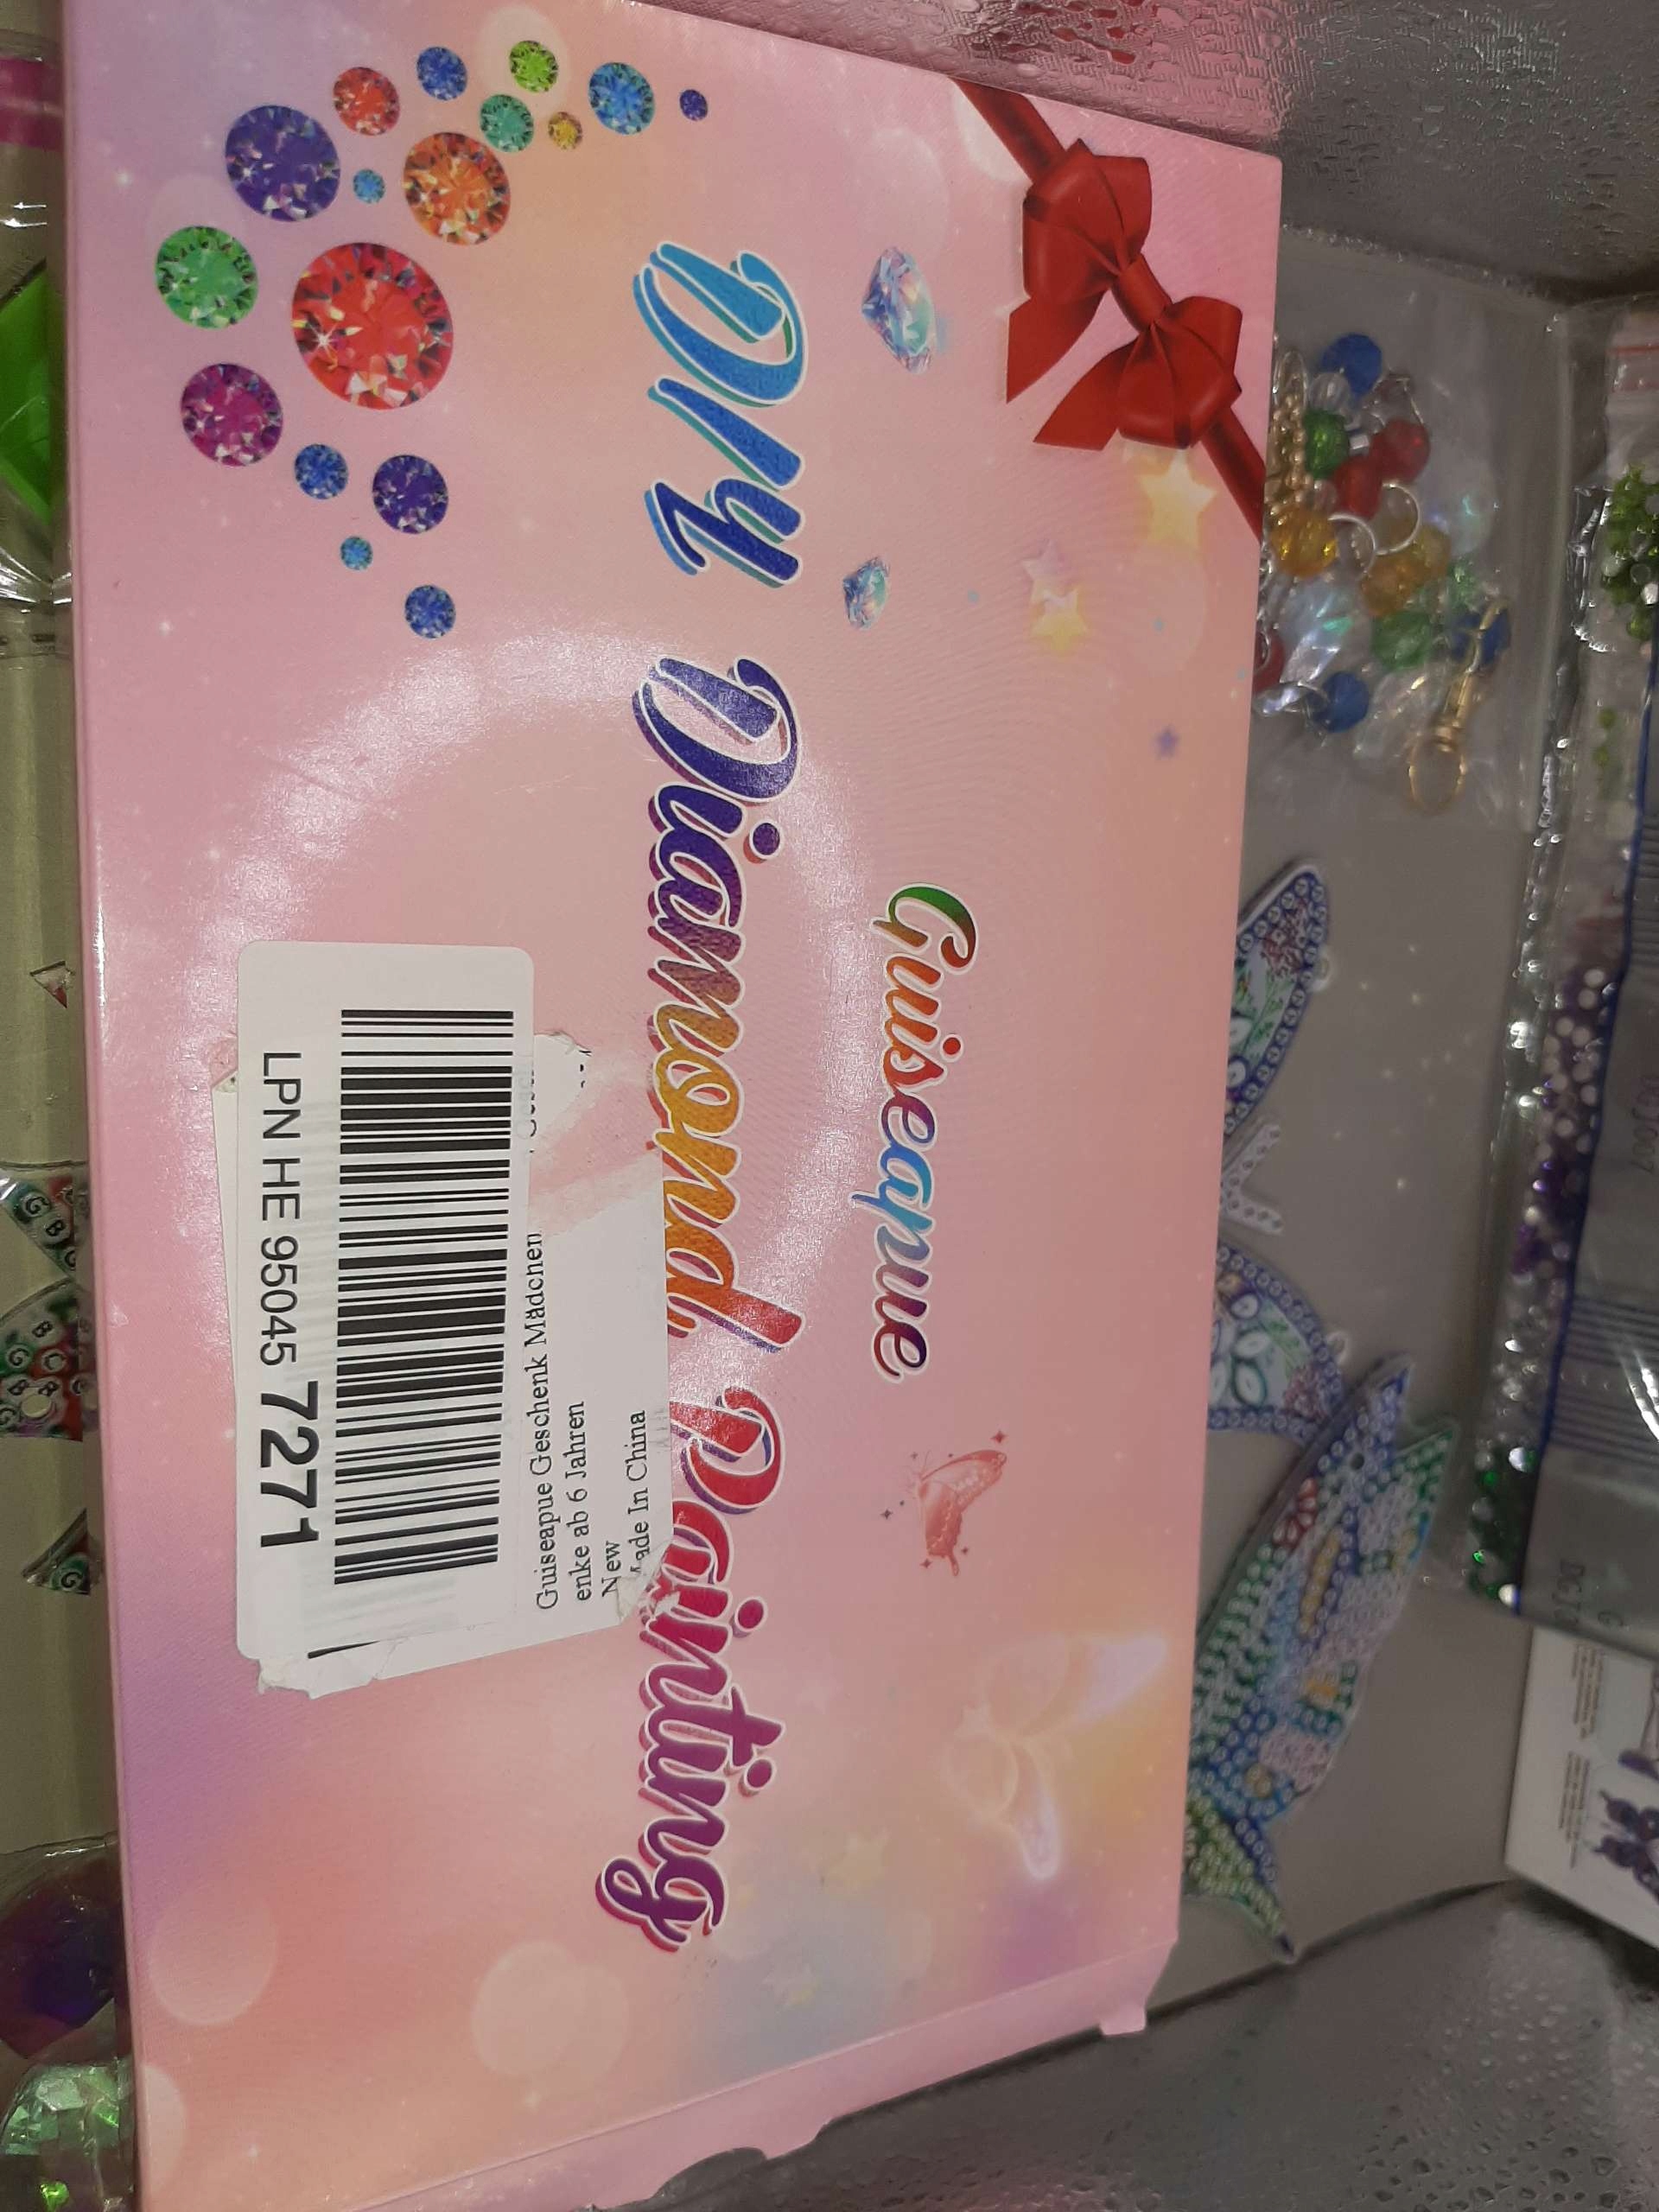 Guiseapue
DIY Diamond Painting
Guiseapue Geschenk Mädchen
enke ab 6 Jahren
New
Made In China
LPN HE 95045 7271